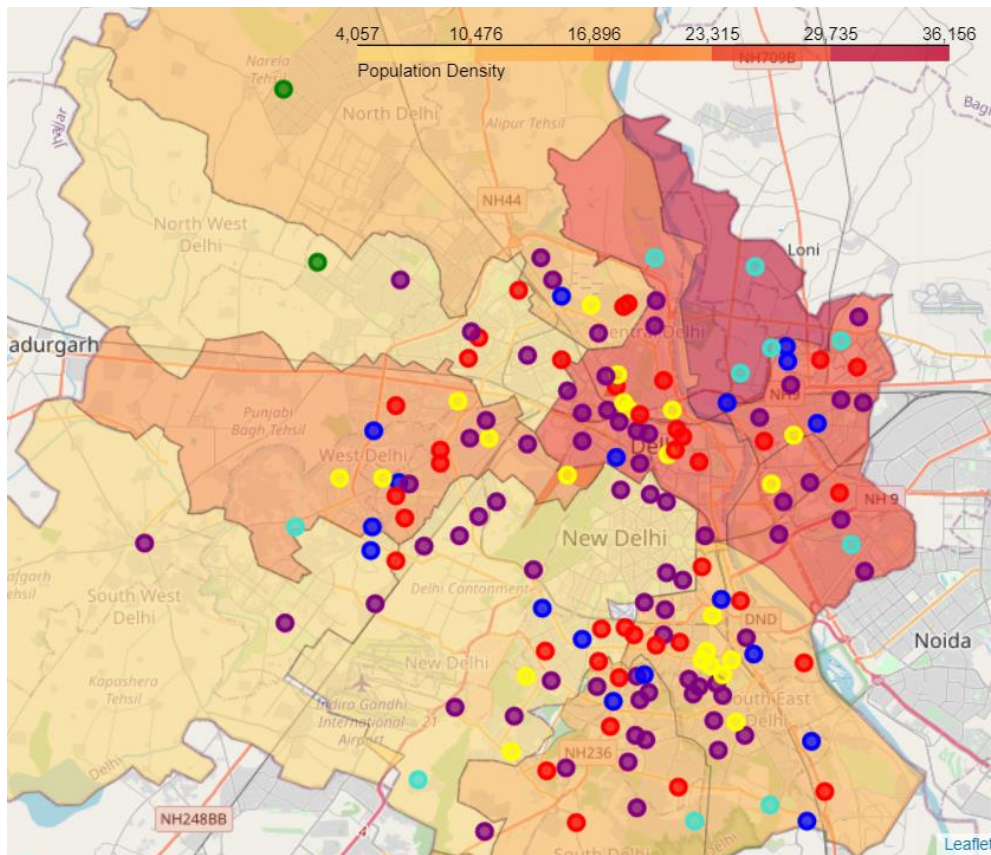 4,057 10,476 16,896 23,315 29,735 36,156
Population Density
NH709B
Narela
Tehsil
North Delhi
Alipur Tehsil
Jhajjar
NH44
North West
Delhi
Loni
Central Delhi
adurgarh
NH9
Punjabi
Bagh Tehsil
West Delhi
Delhi
NH 9
New Delhi
Delhi Cantonment
South West
Delhi
DND
Noida
New Delhi
Kapashera
Tehsil
Indira Gandhi
International
Airport
21
South East
Delhi
NH236
Delhi
NH248BB
4
South Delhi
Leaflet